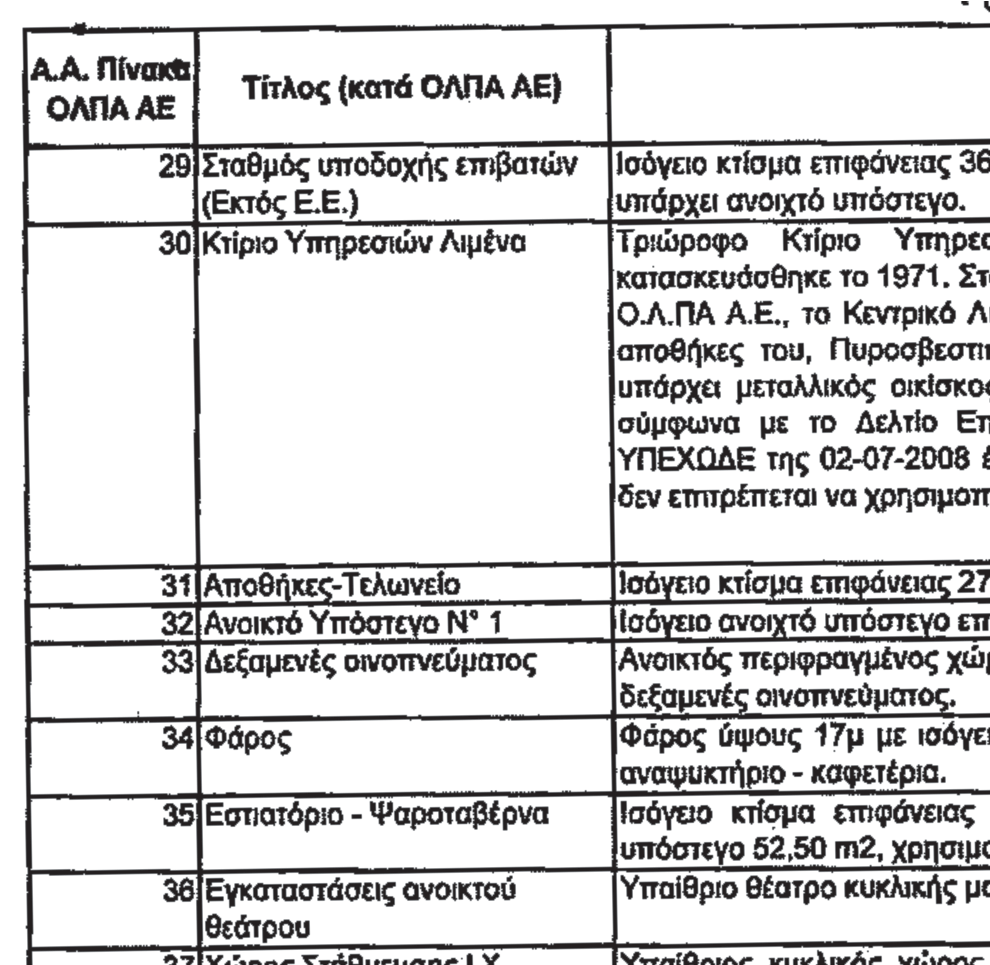 Α.Α. Πίνακα
ΟΛΠΑ ΑΕ
Τίτλος (κατά ΟΛΠΑ ΑΕ)
29 Σταθμός υποδοχής επιβατών
(Εκτός Ε.Ε.)
Ισόγειο κτίσμα επιφάνειας 36
υπάρχει ανοιχτό υπόστεγο.
30 Κτίριο Υπηρεσιών Λιμένα
Τριώροφο Κτίριο
κατασκευάσθηκε το 1971.
Ο.Λ.ΠΑ Α.Ε., το Κεντρικό
αποθήκες του,
υπάρχει μεταλλικός
σύμφωνα με το Δελτίο
ΥΠΕΧΩΔΕ της 02-07-2008
δεν επιτρέπεται να
31 Αποθήκες-Τελωνείο
Ισόγειο κτίσμα επιφάνειας 27
32 Ανοικτό Υπόστεγο Ν° 1
Ισόγειο ανοιχτό υπόστεγο
33 Δεξαμενές οινοπνεύματος
Ανοικτός περιφραγμένος
δεξαμενές οινοπνεύματος.
34 Φάρος
Φάρος ύψους 17μ με
αναψυκτήριο - καφετέρια.
35 Εστιατόριο - Ψαροταβέρνα
Ισόγειο κτίσμα επιφάνειας
υπόστεγο 52,50 m2,
36 Εγκαταστάσεις ανοικτού
θεάτρου
Υπαίθριο θέατρο κυκλικής